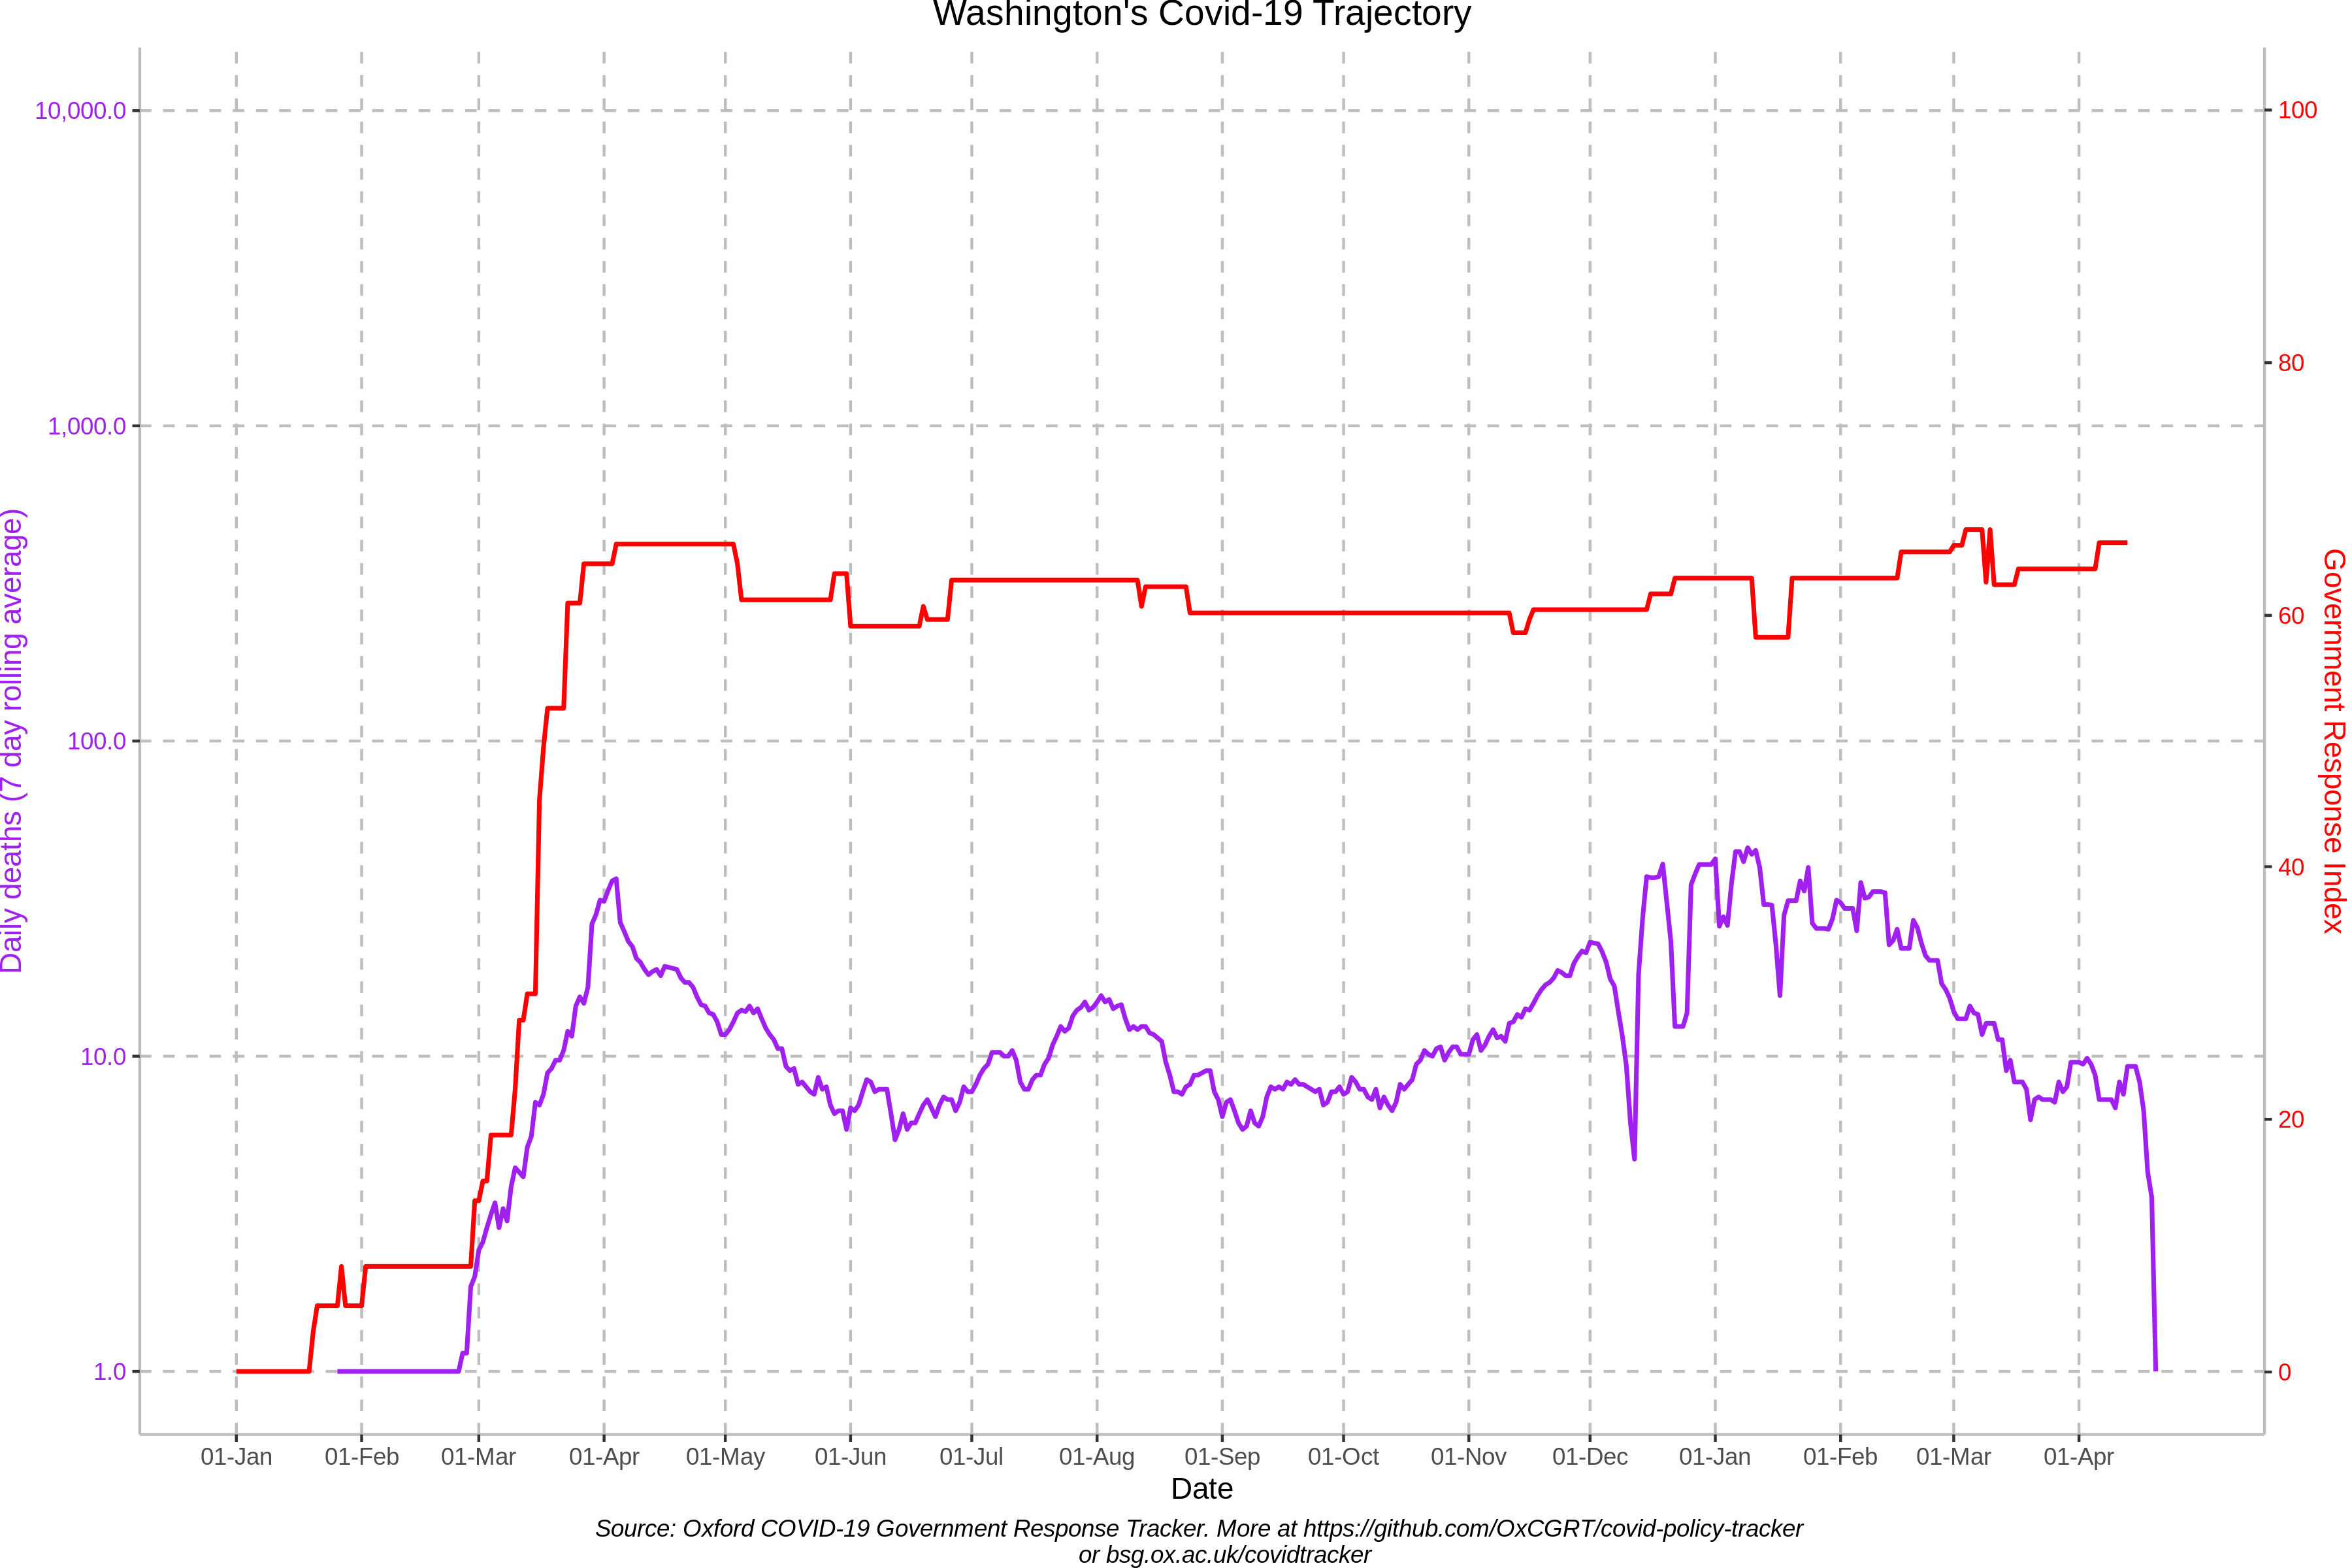 Washington's Covid-19 Trajectory
Daily deaths (7 day rolling average)
10,000.0
1,000.0
100.0
10.0
1.0
100
80
60
40
20
0
Government Response Index
01-Jan 01-Feb 01-Mar 01-Apr 01-May 01-Jun 01-Jul 01-Aug 01-Sep 01-Oct 01-Nov 01-Dec 01-Jan 01-Feb 01-Mar 01-Apr
Date
Source: Oxford COVID-19 Government Response Tracker. More at https://github.com/OxCGRT/covid-policy-tracker
or bsg.ox.ac.uk/covidtracker